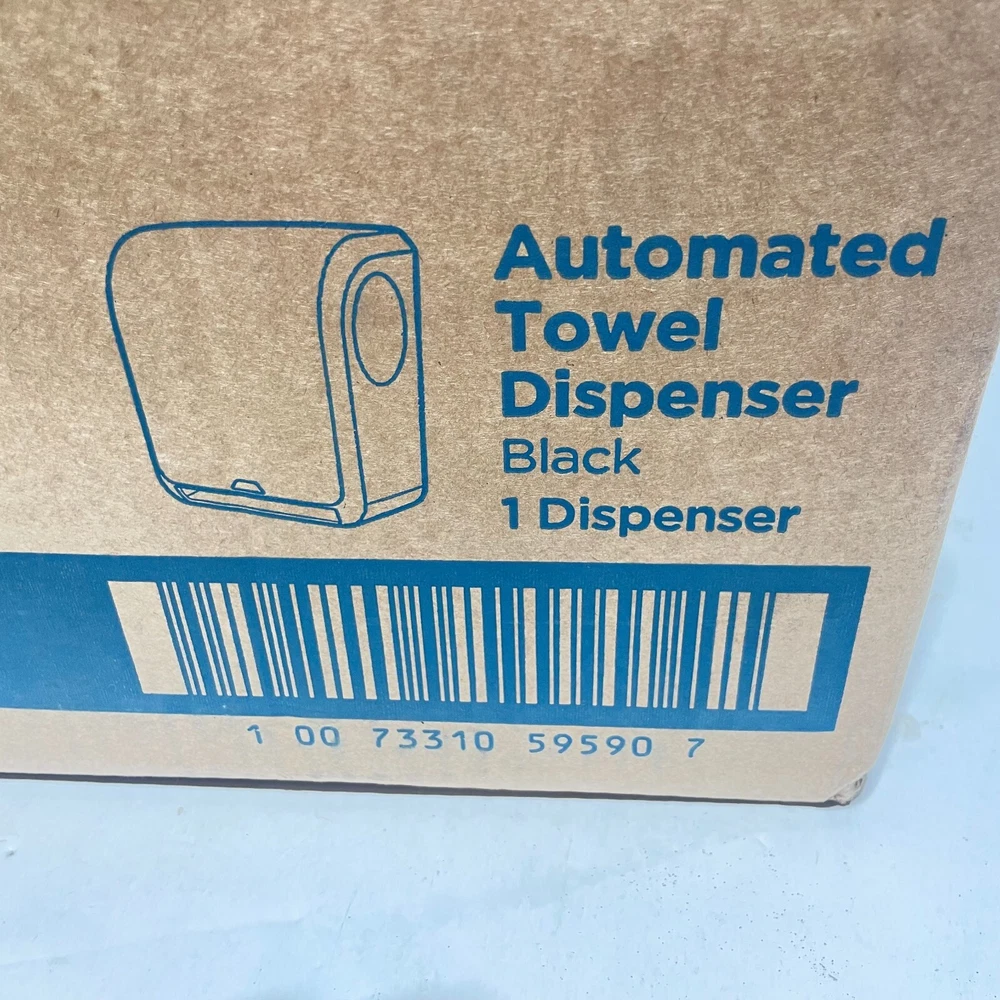 Automated
Towel
Dispenser
Black
1 Dispenser
1 00 73310 59590 7